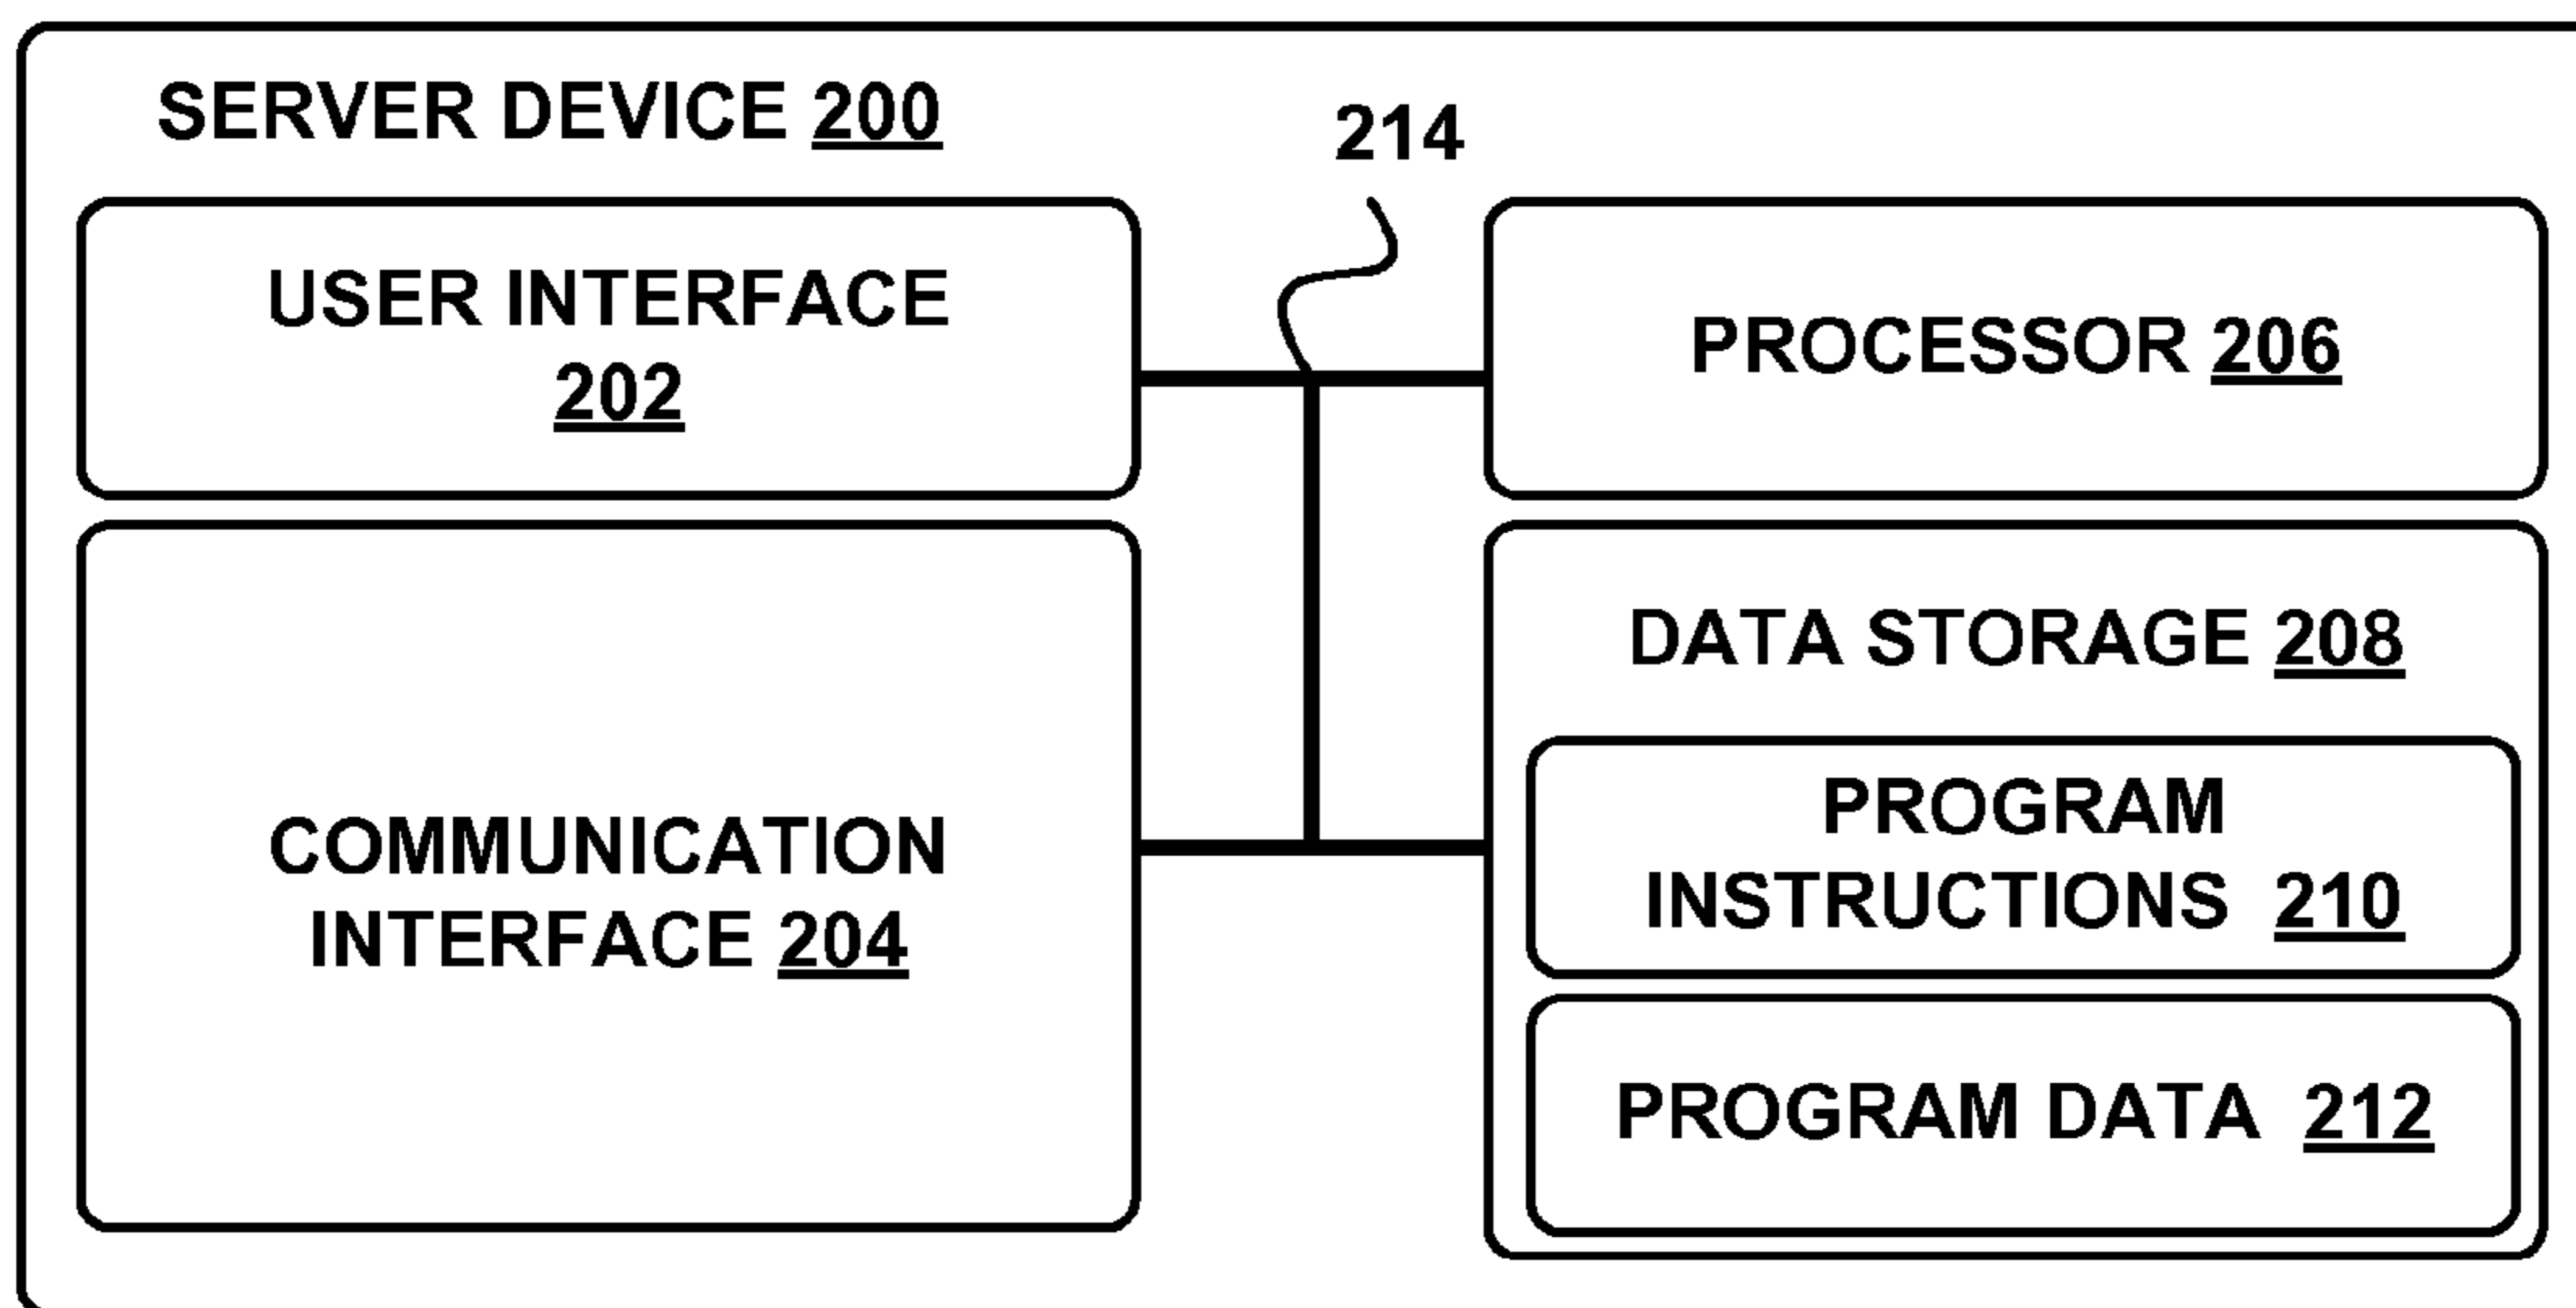 SERVER DEVICE 200
214
USER INTERFACE
202
PROCESSOR 206
COMMUNICATION
INTERFACE 204
DATA STORAGE 208
PROGRAM
INSTRUCTIONS 210
PROGRAM DATA 212